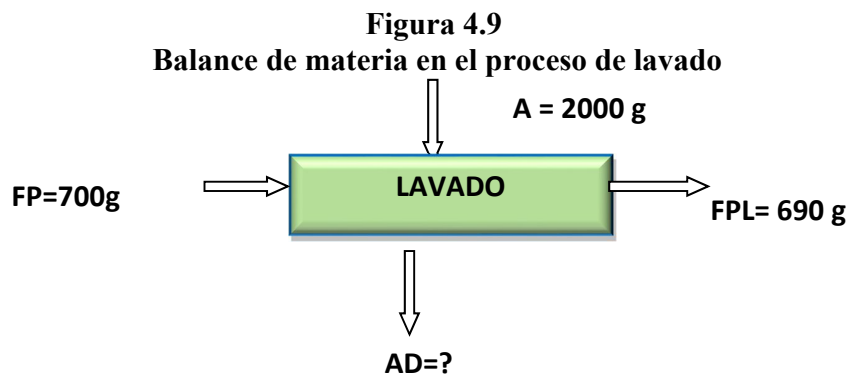 Figura 4.9
Balance de materia en el proceso de lavado
A = 2000 g
LAVADO
FP=700g
FPL= 690 g
AD=?